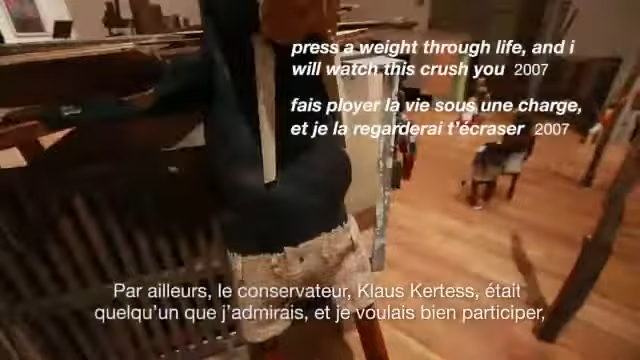 press a weight through life, and i
will watch this crush you 2007
fais ployer la vie sous une charge,
et je la regarderai t'écraser 2007
Par ailleurs, le conservateur, Klaus Kertess, était
quelqu'un que j'admirais, et je voulais bien participer,